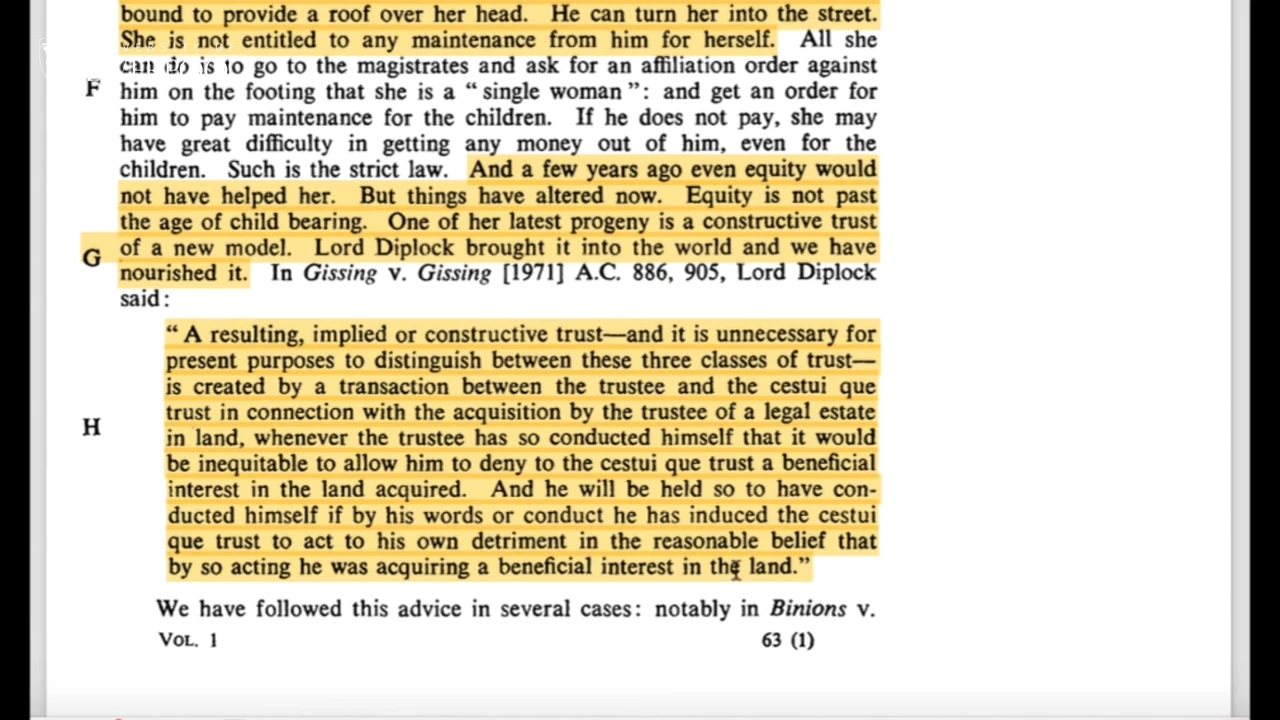 bound to provide a roof over her head. He can turn her into the street.
She is not entitled to any maintenance from him for herself. All she
can do is to go to the magistrates and ask for an affiliation order against
F him on the footing that she is a “single woman”: and get an order for
him to pay maintenance for the children. If he does not pay, she may
have great difficulty in getting any money out of him, even for the
children. Such is the strict law. And a few years ago even equity would
not have helped her. But things have altered now. Equity is not past
the age of child bearing. One of her latest progeny is a constructive trust
G of a new model. Lord Diplock brought it into the world and we have
nourished it. In Gissing v. Gissing [1971] A.C. 886, 905, Lord Diplock
said:
“A resulting, implied or constructive trust—and it is unnecessary for
present purposes to distinguish between these three classes of trust—
is created by a transaction between the trustee and the cestui que
trust in connection with the acquisition by the trustee of a legal estate
H in land, whenever the trustee has so conducted himself that it would
be inequitable to allow him to deny to the cestui que trust a beneficial
interest in the land acquired. And he will be held so to have con-
ducted himself if by his words or conduct he has induced the cestui
que trust to act to his own detriment in the reasonable belief that
by so acting he was acquiring a beneficial interest in the land.”
We have followed this advice in several cases: notably in Binions v.
VOL. 1 63 (1)